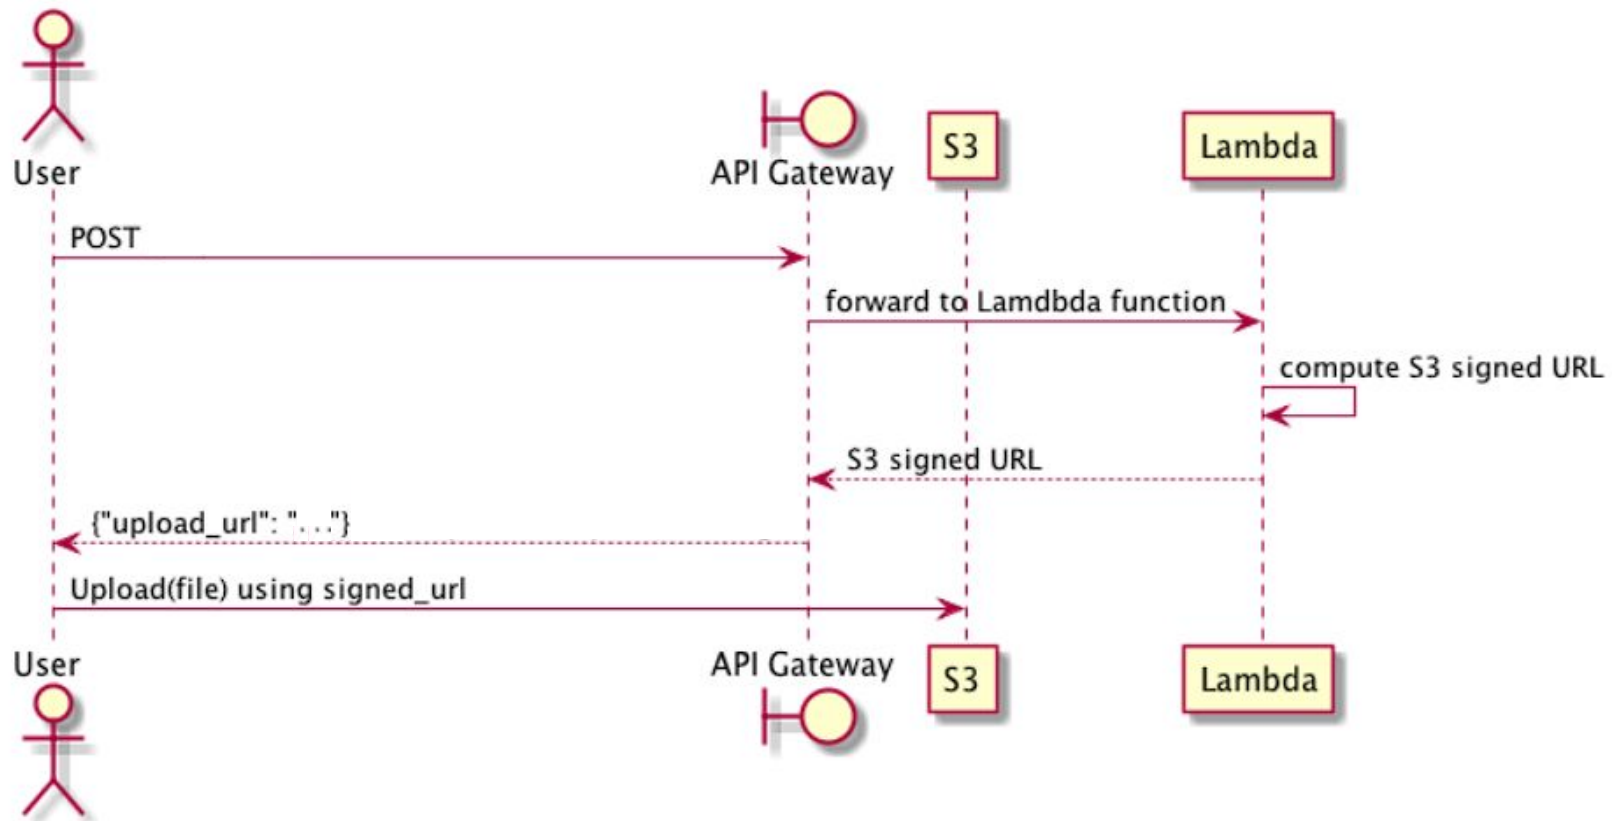 User
API Gateway
S3
Lambda
POST
forward to Lamdbda function
compute S3 signed URL
S3 signed URL
{"upload_url": "..."}
Upload(file) using signed_url
User
API Gateway
S3
Lambda